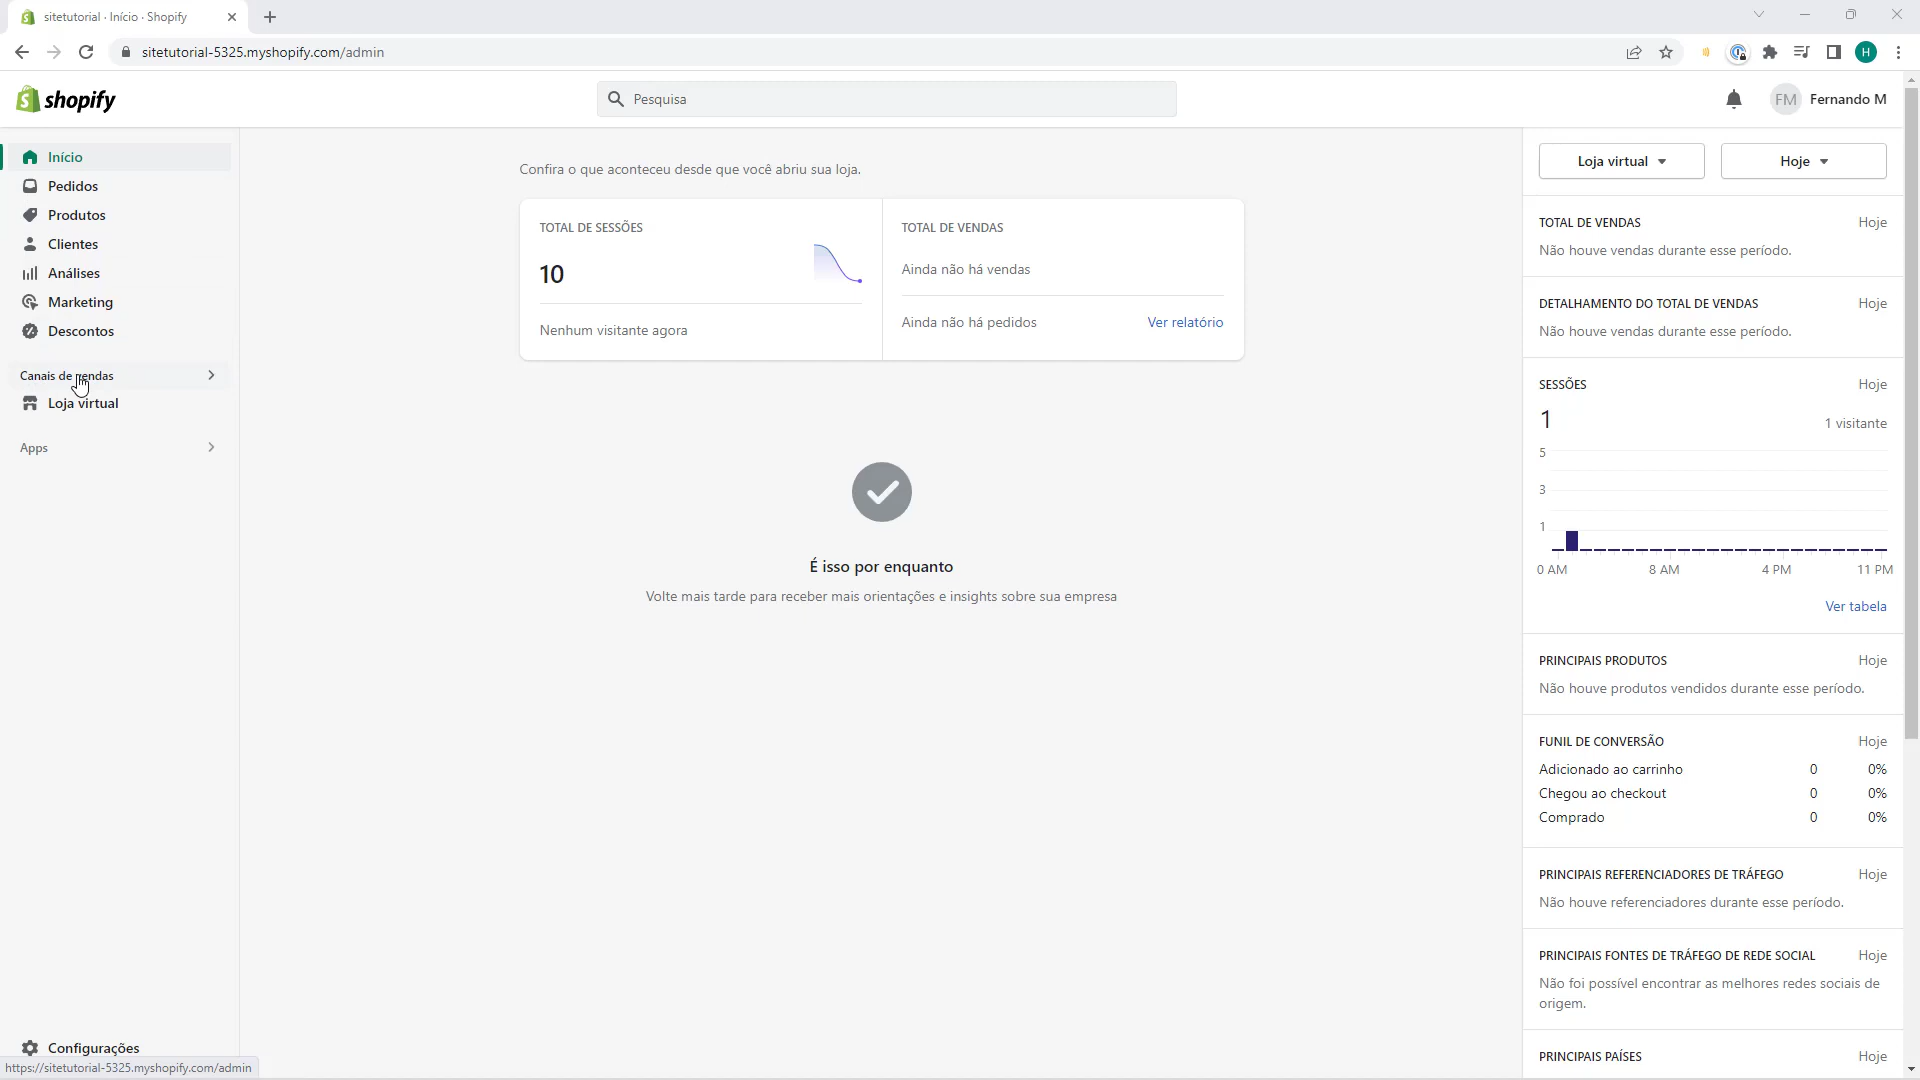 sitetutorial · Início · Shopify
sitetutorial-5325.myshopify.com/admin
H
shopify
Pesquisa
FM
Fernando M
Início
Pedidos
Produtos
Clientes
Análises
Marketing
Descontos
Canais de vendas
Loja virtual
Apps
Configurações
https://sitetutorial-5325.myshopify.com/admin
Confira o que aconteceu desde que você abriu sua loja.
TOTAL DE SESSÕES
10
Nenhum visitante agora
TOTAL DE VENDAS
Ainda não há vendas
Ainda não há pedidos Ver relatório
É isso por enquanto
Volte mais tarde para receber mais orientações e insights sobre sua empresa
Loja virtual Hoje
TOTAL DE VENDAS Hoje
Não houve vendas durante esse período.
DETALHAMENTO DO TOTAL DE VENDAS Hoje
Não houve vendas durante esse período.
SESSÕES Hoje
1 1 visitante
5
3
1
0 AM 8 AM 4 PM 11 PM
Ver tabela
PRINCIPAIS PRODUTOS Hoje
Não houve produtos vendidos durante esse período.
FUNIL DE CONVERSÃO Hoje
Adicionado ao carrinho 0 0%
Chegou ao checkout 0 0%
Comprado 0 0%
PRINCIPAIS REFERENCIADORES DE TRÁFEGO Hoje
Não houve referenciadores durante esse período.
PRINCIPAIS FONTES DE TRÁFEGO DE REDE SOCIAL Hoje
Não foi possível encontrar as melhores redes sociais de
origem.
PRINCIPAIS PAÍSES Hoje